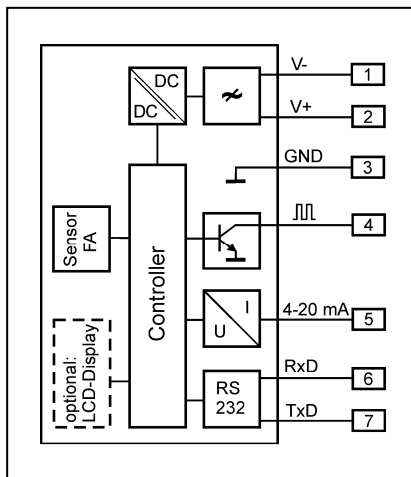 V-
1
DC
DC
V+
2
GND
3
4
Sensor
FA
Controller
4-20 mA
5
I
U
optional:
LCD-Display
RxD
6
RS
232
TxD
7